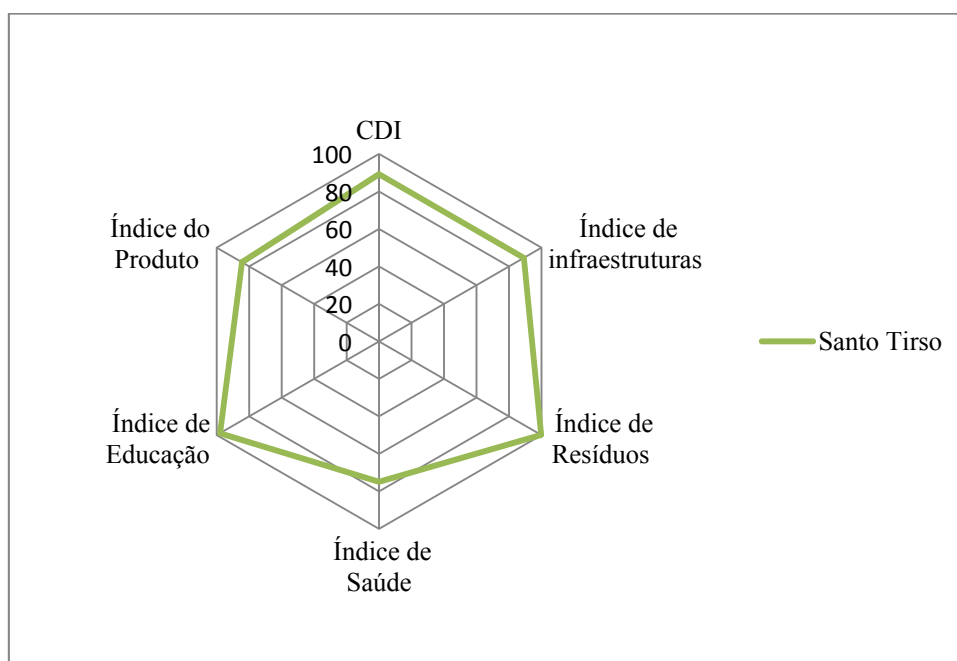 CDI
100
80
60
40
20
0
Índice de
infraestruturas
Índice de
Resíduos
Índice de
Saúde
Índice de
Educação
Índice do
Produto
Santo Tirso